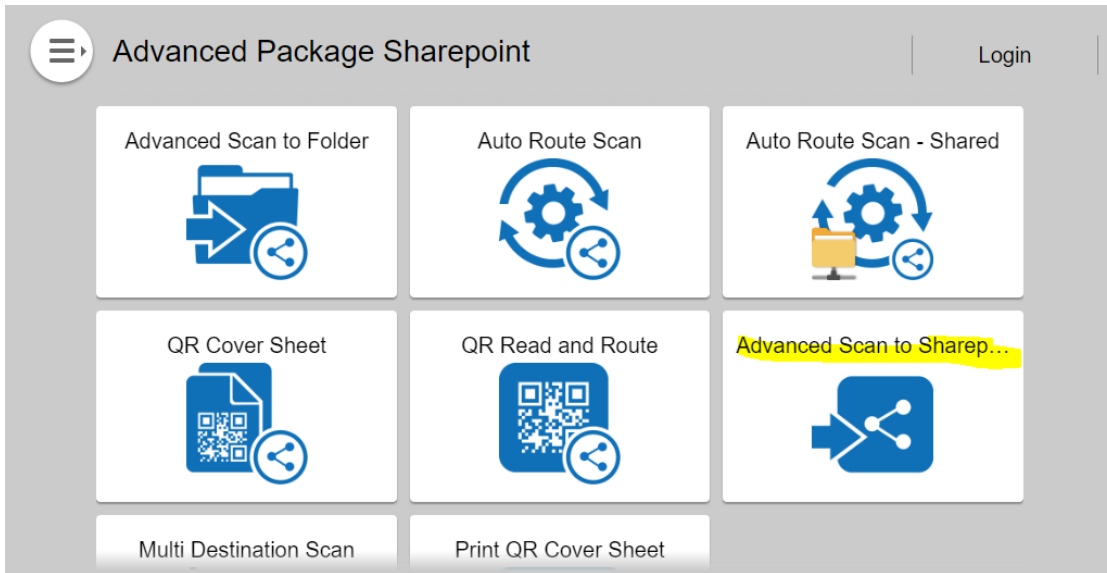 Advanced Package Sharepoint
Login
Advanced Scan to Folder
Auto Route Scan
Auto Route Scan - Shared
QR Cover Sheet
QR Read and Route
Advanced Scan to Sharep...
Multi Destination Scan
Print QR Cover Sheet